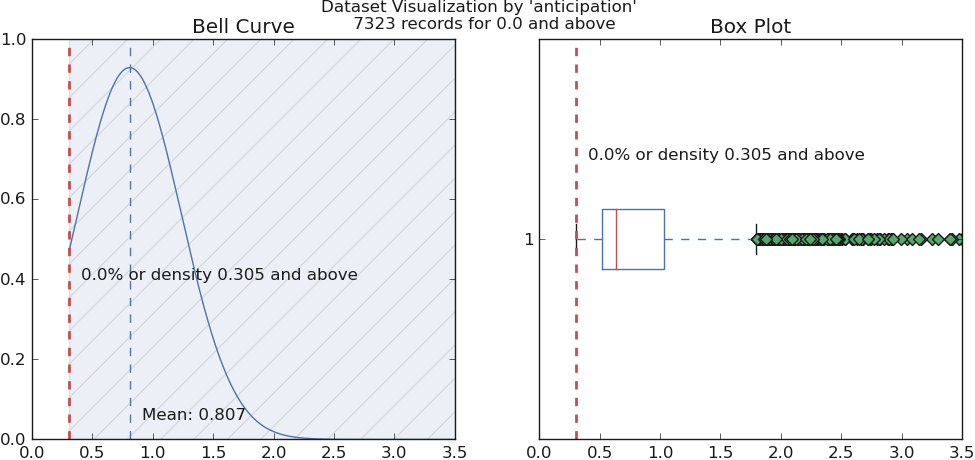 Dataset Visualization by 'anticipation'
7323 records for 0.0 and above
Bell Curve
1.0
0.8
0.6
0.4
0.2
0.0
0.0% or density 0.305 and above
Mean: 0.807
0.0 0.5 1.0 1.5 2.0 2.5 3.0 3.5
Box Plot
0.0% or density 0.305 and above
1
0.0 0.5 1.0 1.5 2.0 2.5 3.0 3.5